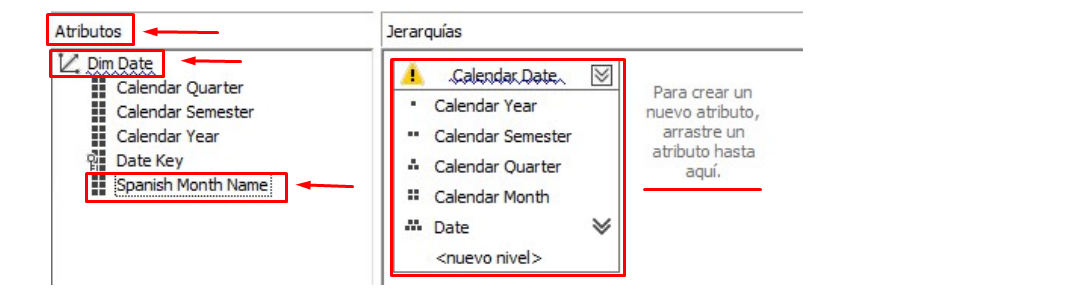 Atributos
Dim Date
Calendar Quarter
Calendar Semester
Calendar Year
Date Key
Spanish Month Name
Jerarquías
Calendar Date
Calendar Year
Calendar Semester
Calendar Quarter
Calendar Month
Date
<nuevo nivel>
Para crear un
nuevo atributo,
arrastre un
atributo hasta
aquí.